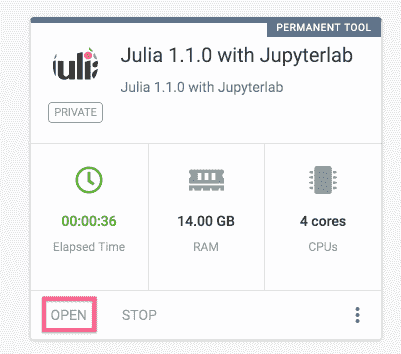 PERMANENT TOOL
Julia 1.1.0 with Jupyterlab
Julia 1.1.0 with Jupyterlab
PRIVATE
00:00:36
Elapsed Time
14.00 GB
RAM
4 cores
CPUs
OPEN
STOP